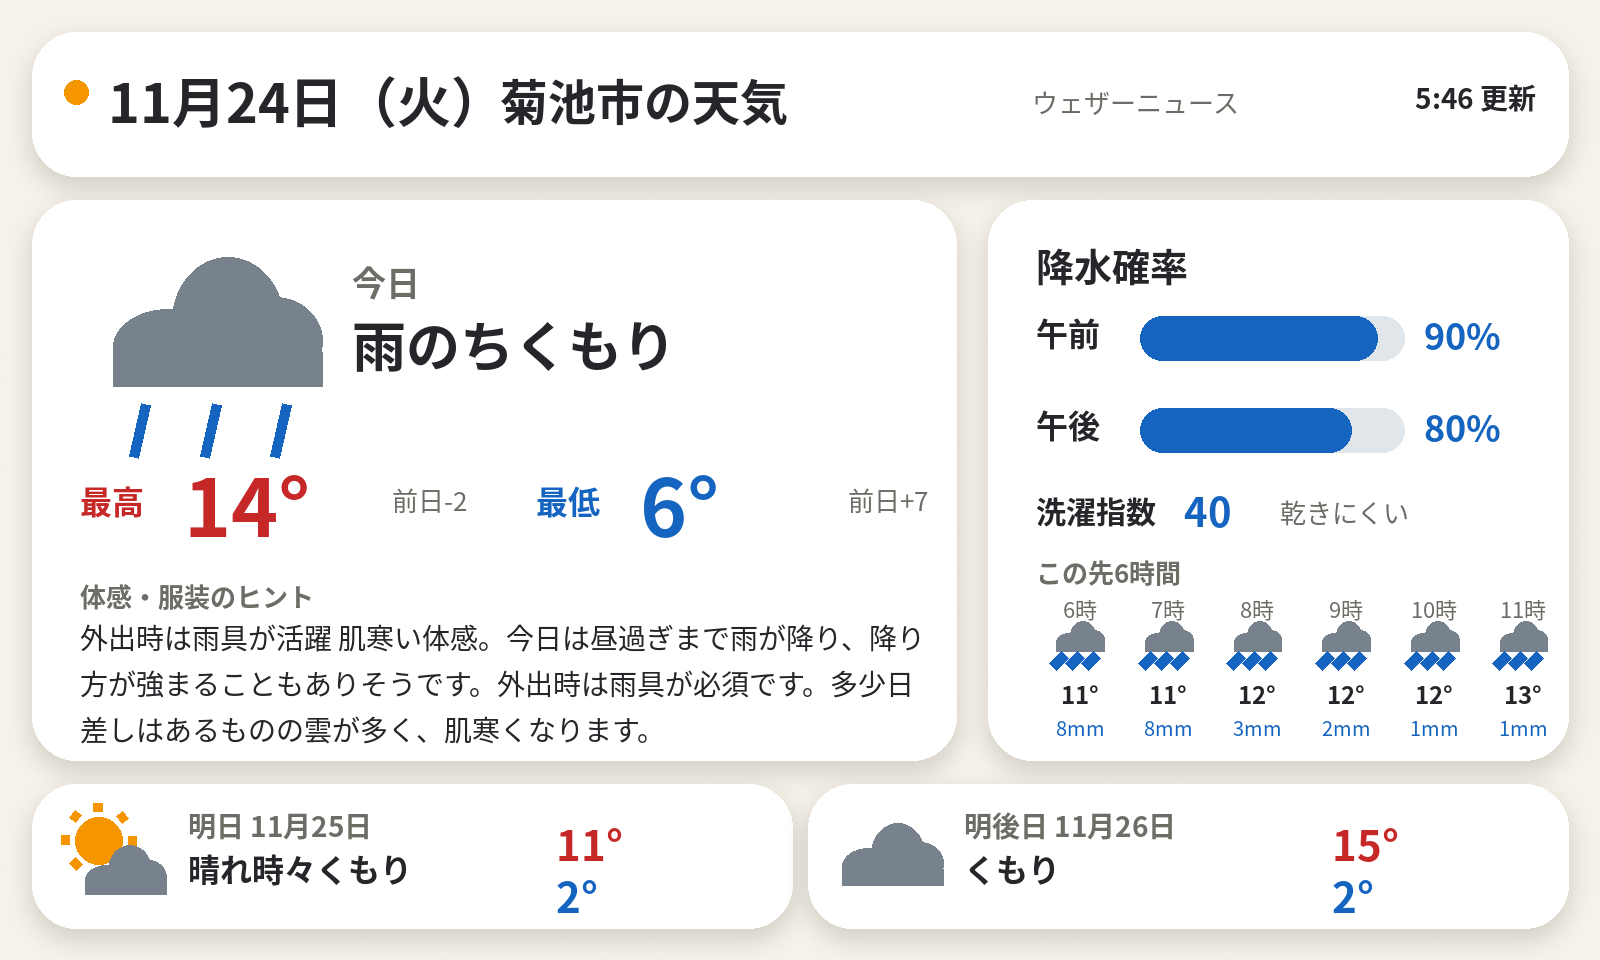 11月24日（火）菊池市の天気
ウェザーニュース
5:46 更新
今日
雨のちくもり
最高 14° 前日-2 最低 6° 前日+7
体感・服装のヒント
外出時は雨具が活躍 肌寒い体感。今日は昼過ぎまで雨が降り、降り
方が強まることもありそうです。外出時は雨具が必須です。多少日
差しはあるものの雲が多く、肌寒くなります。
降水確率
午前 90%
午後 80%
洗濯指数 40 乾きにくい
この先6時間
6時 7時 8時 9時 10時 11時
11° 11° 12° 12° 12° 13°
8mm 8mm 3mm 2mm 1mm 1mm
明日 11月25日
晴れ時々くもり
11°
2°
明後日 11月26日
くもり
15°
2°